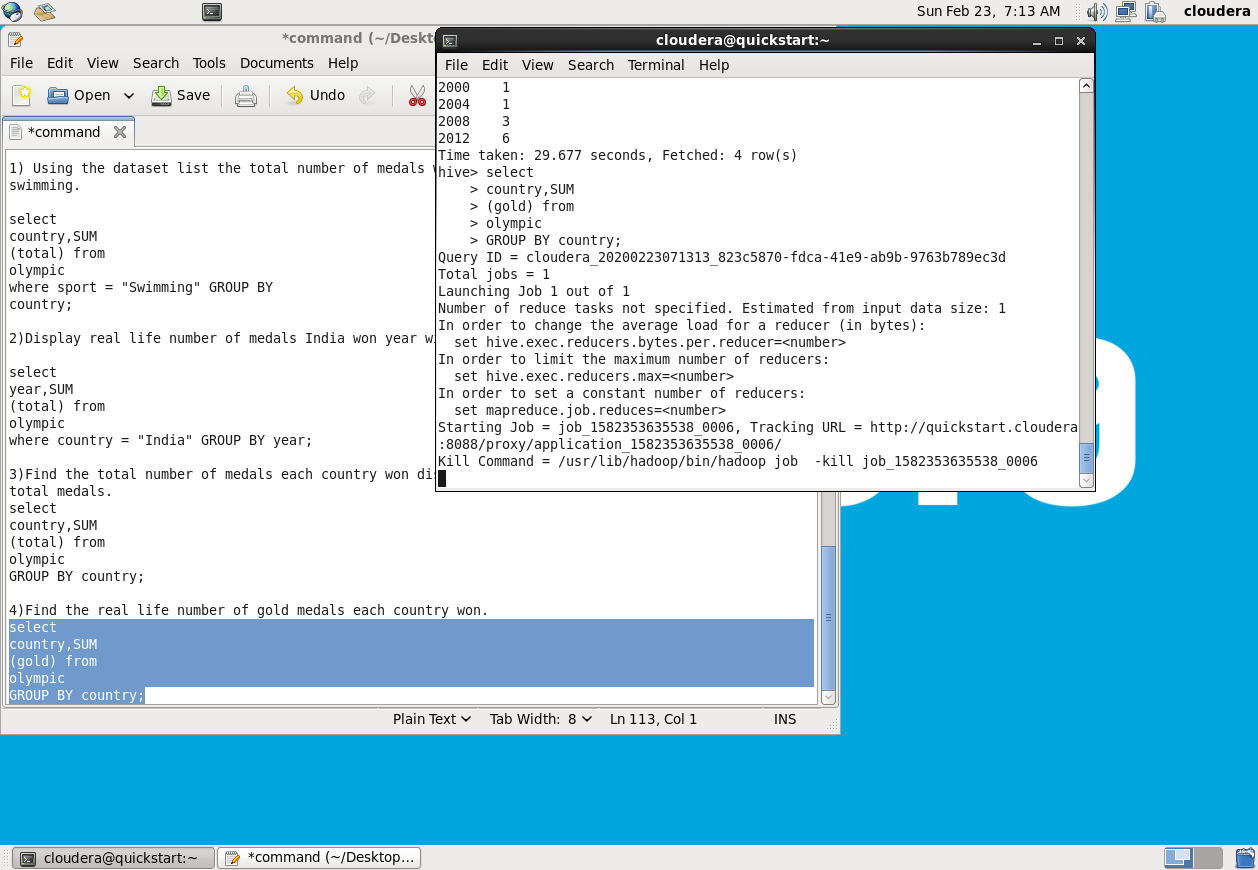 Sun Feb 23, 7:13 AM
cloudera
*command (~/Deskto
File Edit View Search Tools Documents Help
Open Save Undo
*command
1) Using the dataset list the total number of medals
swimming.
select
country,SUM
(total) from
olympic
where sport = "Swimming" GROUP BY
country;
2)Display real life number of medals India won year
select
year,SUM
(total) from
olympic
where country = "India" GROUP BY year;
3)Find the total number of medals each country won
total medals.
select
country,SUM
(total) from
olympic
GROUP BY country;
4)Find the real life number of gold medals each country won.
select
country,SUM
(gold) from
olympic
GROUP BY country;
Plain Text Tab Width: 8 Ln 113, Col 1 INS
cloudera@quickstart:~
File Edit View Search Terminal Help
2000 1
2004 1
2008 3
2012 6
Time taken: 29.677 seconds, Fetched: 4 row(s)
hive> select
> country,SUM
> (gold) from
> olympic
> GROUP BY country;
Query ID = cloudera_20200223071313_823c5870-fdca-41e9-ab9b-9763b789ec3d
Total jobs = 1
Launching Job 1 out of 1
Number of reduce tasks not specified. Estimated from input data size: 1
In order to change the average load for a reducer (in bytes):
set hive.exec.reducers.bytes.per.reducer=<number>
In order to limit the maximum number of reducers:
set hive.exec.reducers.max=<number>
In order to set a constant number of reducers:
set mapreduce.job.reduces=<number>
Starting Job = job_1582353635538_0006, Tracking URL = http://quickstart.cloudera
:8088/proxy/application_1582353635538_0006/
Kill Command = /usr/lib/hadoop/bin/hadoop job  -kill job_1582353635538_0006
cloudera@quickstart:~
*command (~/Desktop...